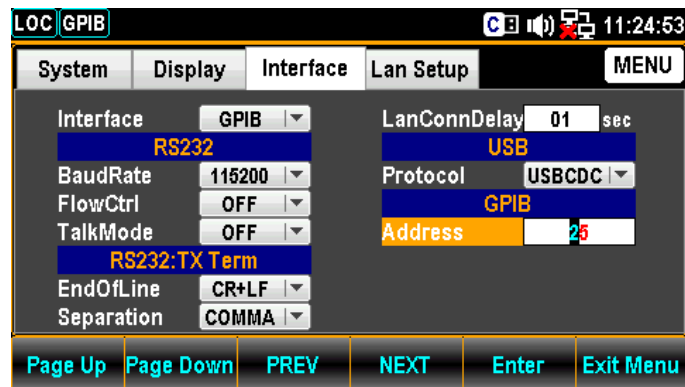 LOC GPIB C 11:24:53
System Display Interface Lan Setup MENU
Interface GPIB LanConnDelay 01 sec
RS232 USB
BaudRate 115200 Protocol USBCDC
FlowCtrl OFF GPIB
TalkMode OFF Address 25
RS232:TX Term
EndOfLine CR+LF
Separation COMMA
Page Up Page Down PREV NEXT Enter Exit Menu